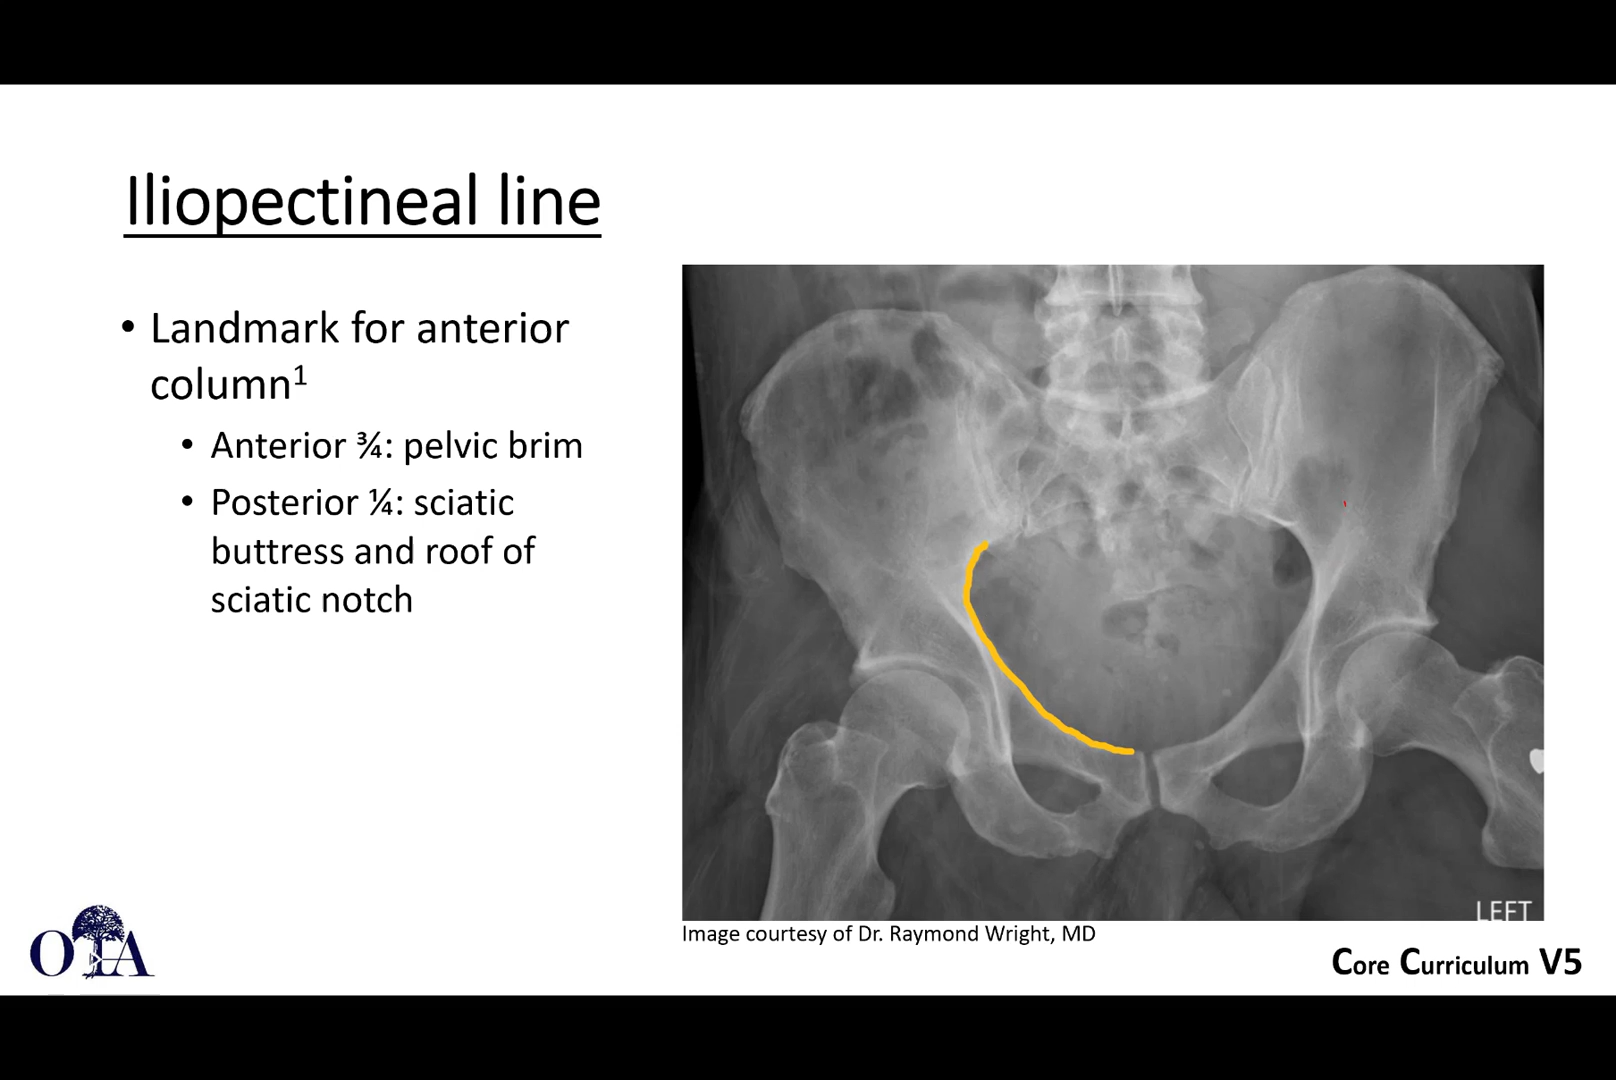 Iliopectineal line
• Landmark for anterior
column¹
• Anterior ¾: pelvic brim
• Posterior ¼: sciatic
buttress and roof of
sciatic notch
LEFT
Image courtesy of Dr. Raymond Wright, MD
OTA
Core Curriculum V5